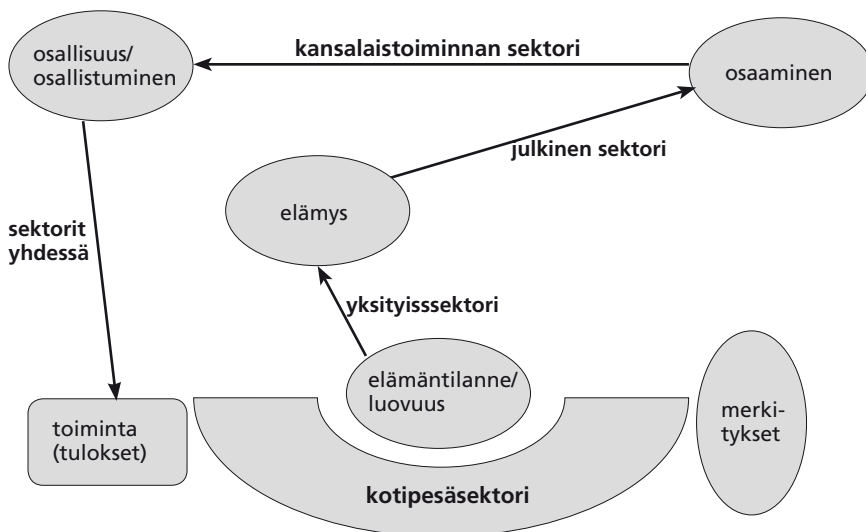 kansalaistoiminnan sektori
osallisuus/
osallistuminen
osaaminen
julkinen sektori
elämys
sektorit
yhdessä
yksityisssektori
elämäntilanne/
luovuus
toiminta
(tulokset)
merki-
tykset
kotipesäsektori